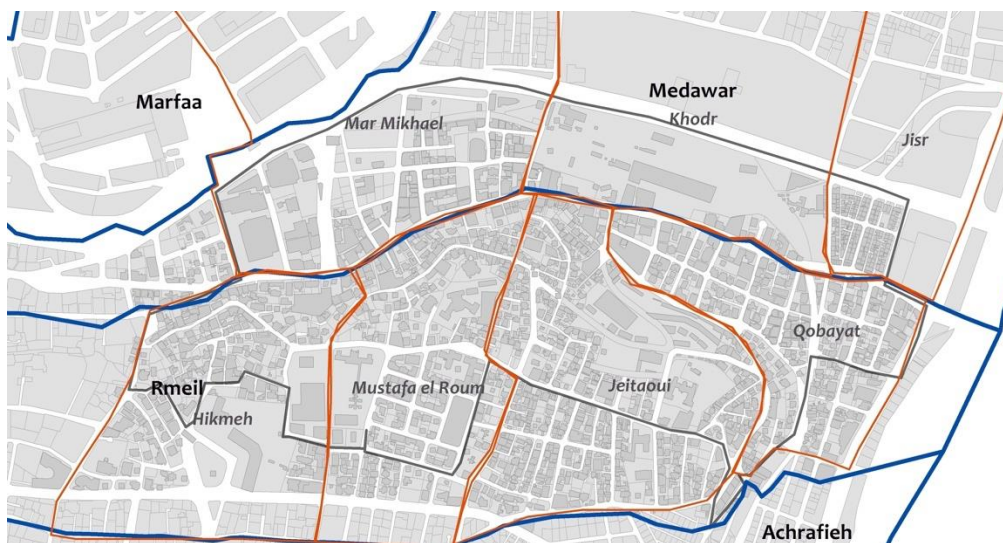 Marfaa
Medawar
Khodr
Mar Mikhael
Jisr
Qobayat
Rmeil
Mustafa el Roum
Jeitaoui
Hikmeh
Achrafieh